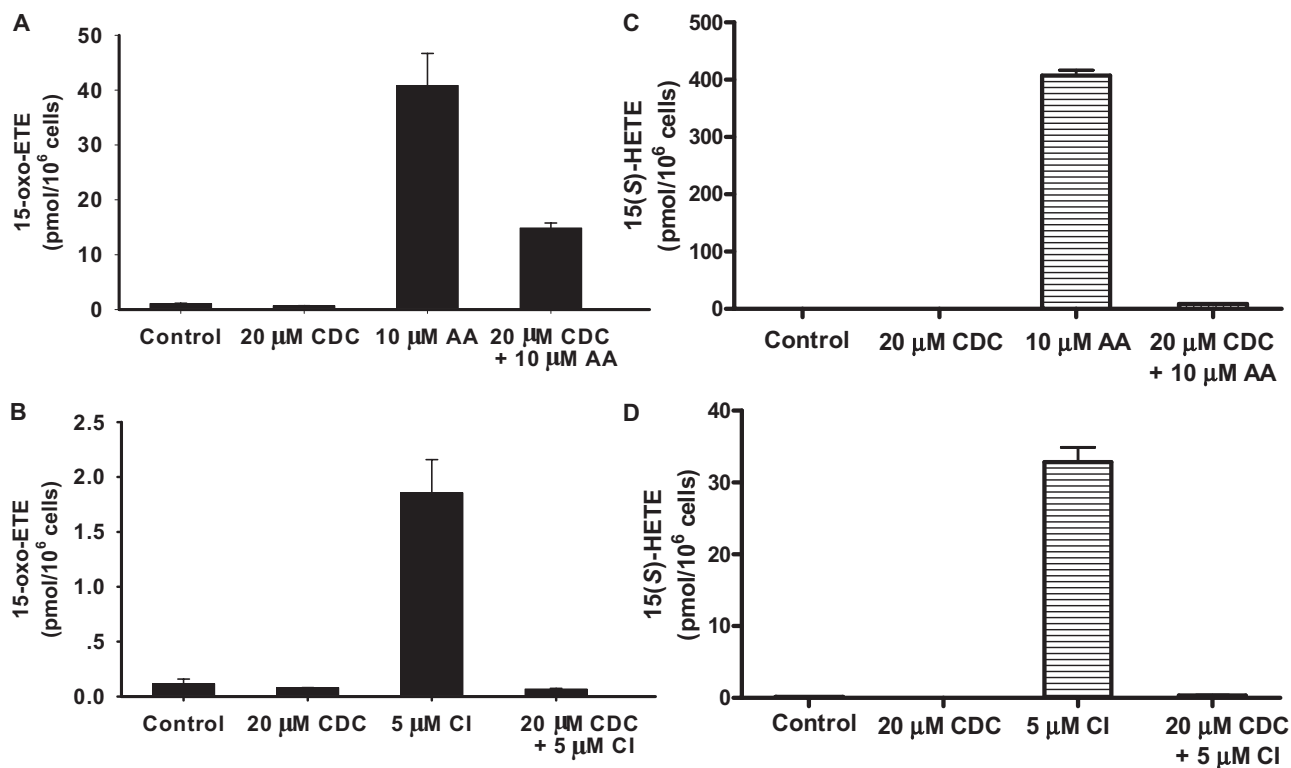 A
15-oxo-ETE
(pmol/10⁶ cells)
50
40
30
20
10
0
Control 20 μM CDC 10 μM AA 20 μM CDC
+ 10 μM AA
C
15(S)-HETE
(pmol/10⁶ cells)
500
400
300
200
100
0
Control 20 μM CDC 10 μM AA 20 μM CDC
+ 10 μM AA
B
15-oxo-ETE
(pmol/10⁶ cells)
2.5
2.0
1.5
1.0
.5
0.0
Control 20 μM CDC 5 μM CI 20 μM CDC
+ 5 μM CI
D
15(S)-HETE
(pmol/10⁶ cells)
40
30
20
10
0
Control 20 μM CDC 5 μM CI 20 μM CDC
+ 5 μM CI